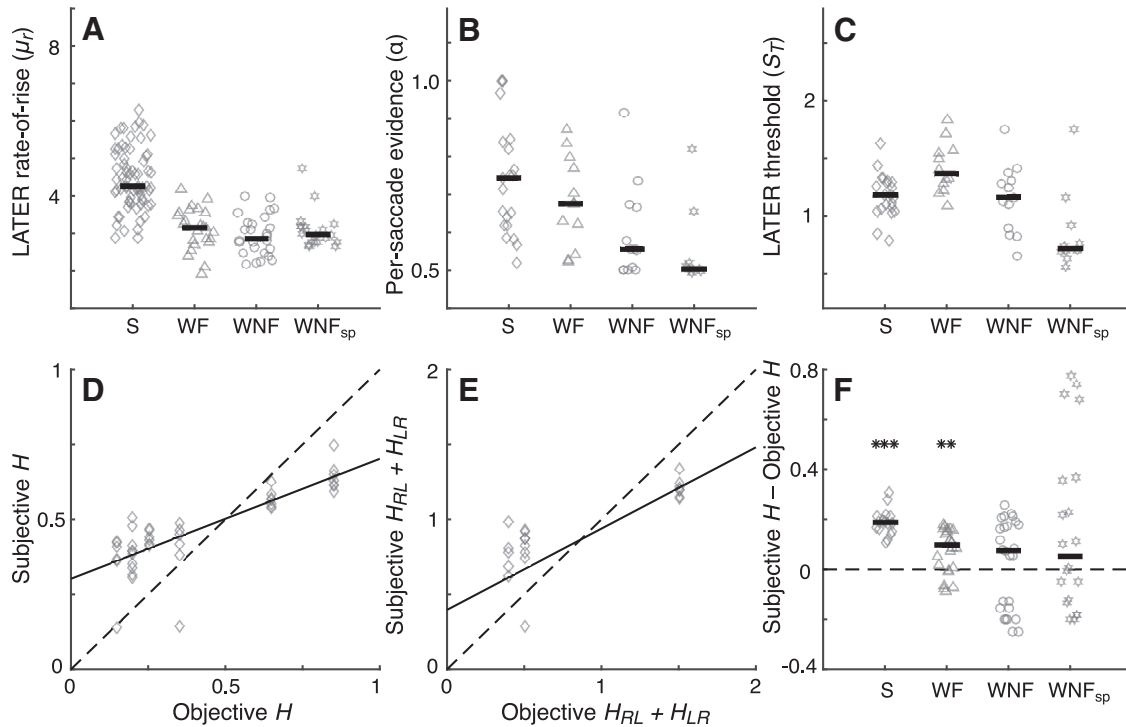 A
LATER rate-of-rise (μr)
8
4
S WF WNF WNFsp
B
Per-saccade evidence (α)
1.0
0.5
S WF WNF WNFsp
C
LATER threshold (ST)
2
1
S WF WNF WNFsp
D
Subjective H
1
0.5
0
0 0.5 1
Objective H
E
Subjective HRL + HLR
2
1
0
0 1 2
Objective HRL + HLR
F
Subjective H – Objective H
0.8
0.4
0
-0.4
*** **
S WF WNF WNFsp